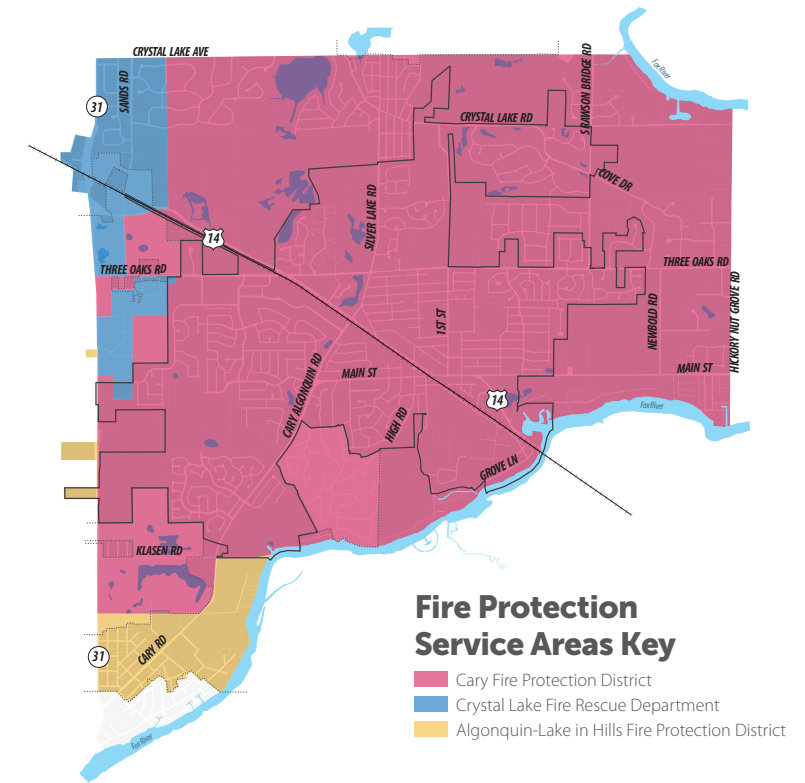 CRYSTAL LAKE AVE
SANDS RD
31
S RAWSON BRIDGE RD
Fox River
CRYSTAL LAKE RD
COVE DR
SILVER LAKE RD
14
THREE OAKS RD
THREE OAKS RD
HICKORY NUT GROVE RD
NEWBOLD RD
1ST ST
MAIN ST
MAIN ST
CARY ALGONQUIN RD
14
HIGH RD
Fox River
GROVE LN
KLASEN RD
31
CARY RD
Fox River
Fire Protection
Service Areas Key
Cary Fire Protection District
Crystal Lake Fire Rescue Department
Algonquin-Lake in Hills Fire Protection District